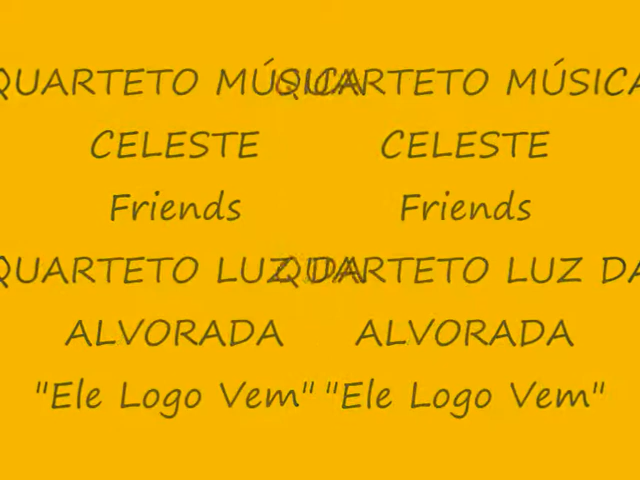 QUARTETO MÚSICA QUARTETO MÚSICA
CELESTE CELESTE
Friends Friends
QUARTETO LUZ DA QUARTETO LUZ DA
ALVORADA ALVORADA
"Ele Logo Vem" "Ele Logo Vem"